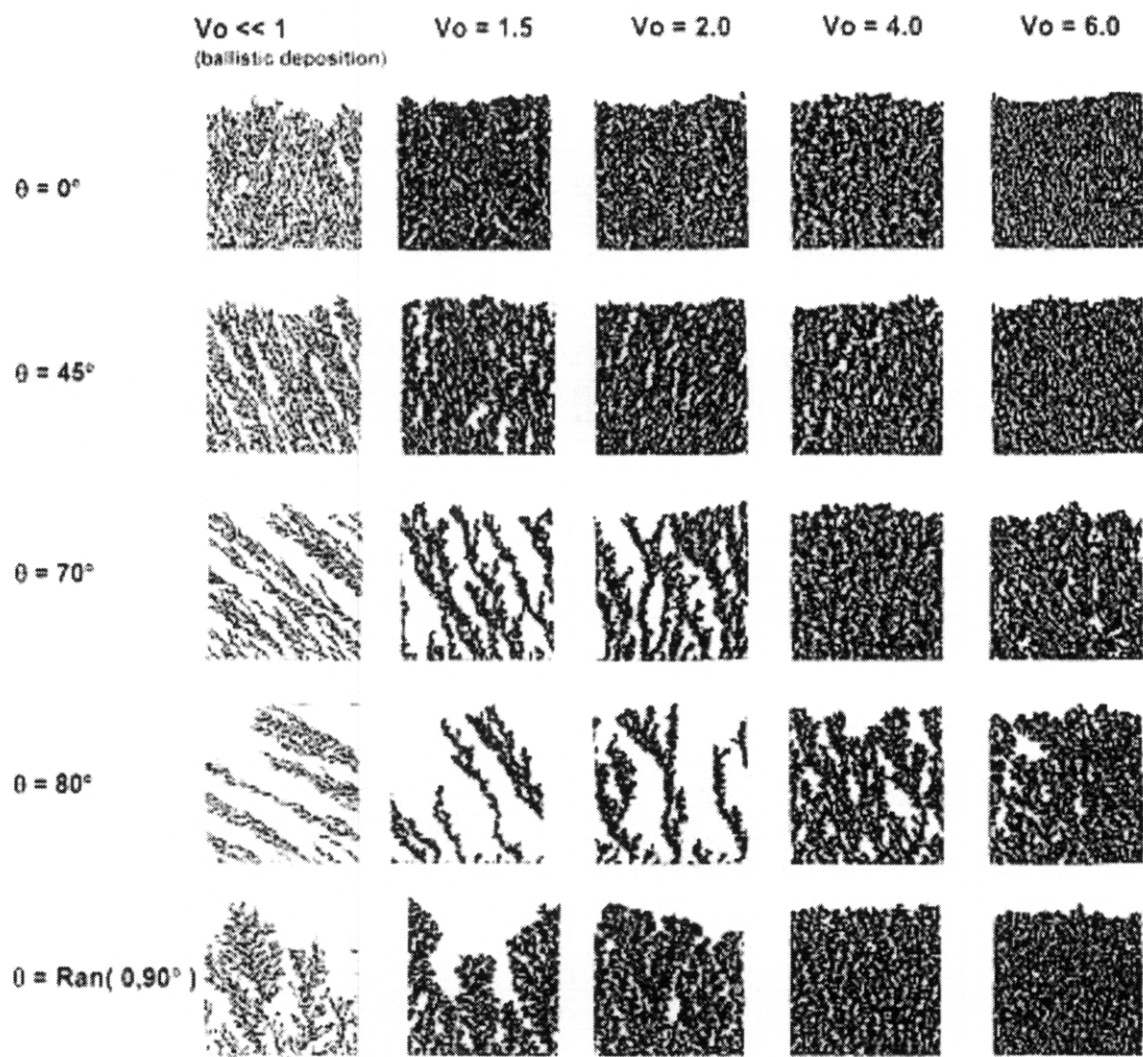 Vo << 1 Vo = 1.5 Vo = 2.0 Vo = 4.0 Vo = 6.0
(ballistic deposition)
θ = 0°
θ = 45°
θ = 70°
θ = 80°
θ = Ran( 0,90° )